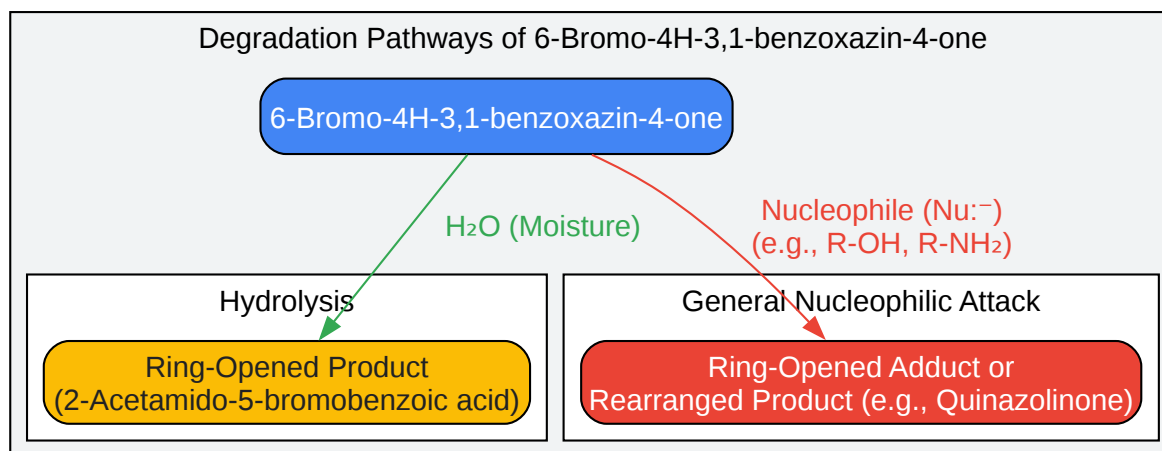 Degradation Pathways of 6-Bromo-4H-3,1-benzoxazin-4-one
6-Bromo-4H-3,1-benzoxazin-4-one
H₂O (Moisture)
Nucleophile (Nu:⁻)
(e.g., R-OH, R-NH₂)
Hydrolysis
Ring-Opened Product
(2-Acetamido-5-bromobenzoic acid)
General Nucleophilic Attack
Ring-Opened Adduct or
Rearranged Product (e.g., Quinazolinone)